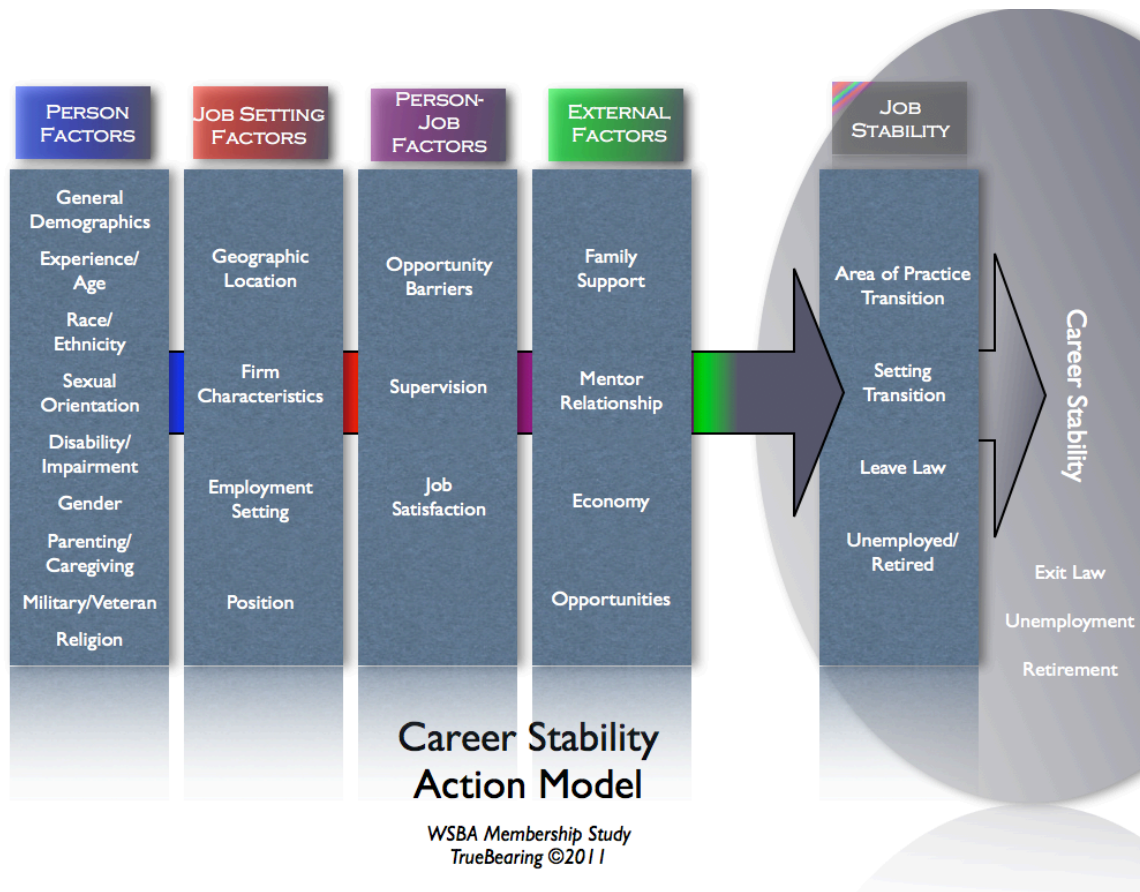 PERSON
FACTORS
General
Demographics
Experience/
Age
Race/
Ethnicity
Sexual
Orientation
Disability/
Impairment
Gender
Parenting/
Caregiving
Military/Veteran
Religion
JOB SETTING
FACTORS
Geographic
Location
Firm
Characteristics
Employment
Setting
Position
PERSON-
JOB
FACTORS
Opportunity
Barriers
Supervision
Job
Satisfaction
EXTERNAL
FACTORS
Family
Support
Mentor
Relationship
Economy
Opportunities
JOB
STABILITY
Area of Practice
Transition
Setting
Transition
Leave Law
Unemployed/
Retired
Career Stability
Exit Law
Unemployment
Retirement
Career Stability
Action Model
WSBA Membership Study
TrueBearing ©2011